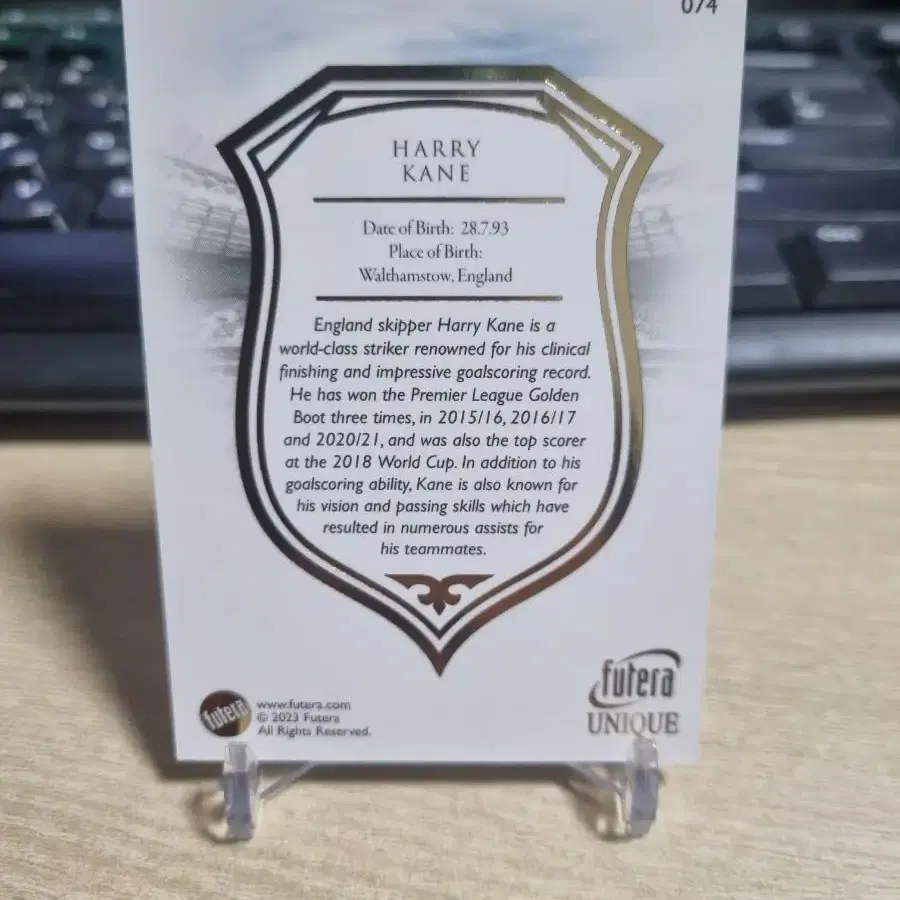 074
HARRY
KANE
Date of Birth: 28.7.93
Place of Birth:
Walthamstow, England
England skipper Harry Kane is a
world-class striker renowned for his clinical
finishing and impressive goalscoring record.
He has won the Premier League Golden
Boot three times, in 2015/16, 2016/17
and 2020/21, and was also the top scorer
at the 2018 World Cup. In addition to his
goalscoring ability, Kane is also known for
his vision and passing skills which have
resulted in numerous assists for
his teammates.
futera
www.futera.com
© 2023 Futera
All Rights Reserved.
futera
UNIQUE